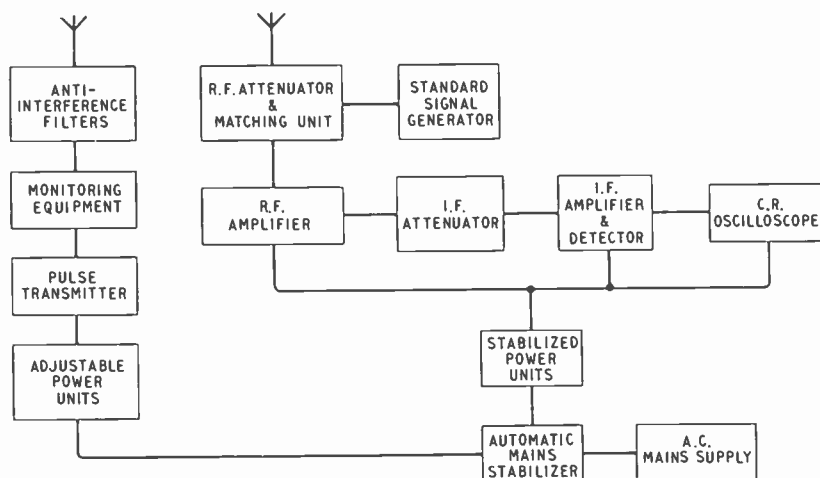 ANTI-
INTERFERENCE
FILTERS
MONITORING
EQUIPMENT
PULSE
TRANSMITTER
ADJUSTABLE
POWER
UNITS
R.F. ATTENUATOR
&
MATCHING UNIT
STANDARD
SIGNAL
GENERATOR
R.F.
AMPLIFIER
I.F.
ATTENUATOR
I.F.
AMPLIFIER
&
DETECTOR
C.R.
OSCILLOSCOPE
STABILIZED
POWER
UNITS
AUTOMATIC
MAINS
STABILIZER
A.C.
MAINS SUPPLY